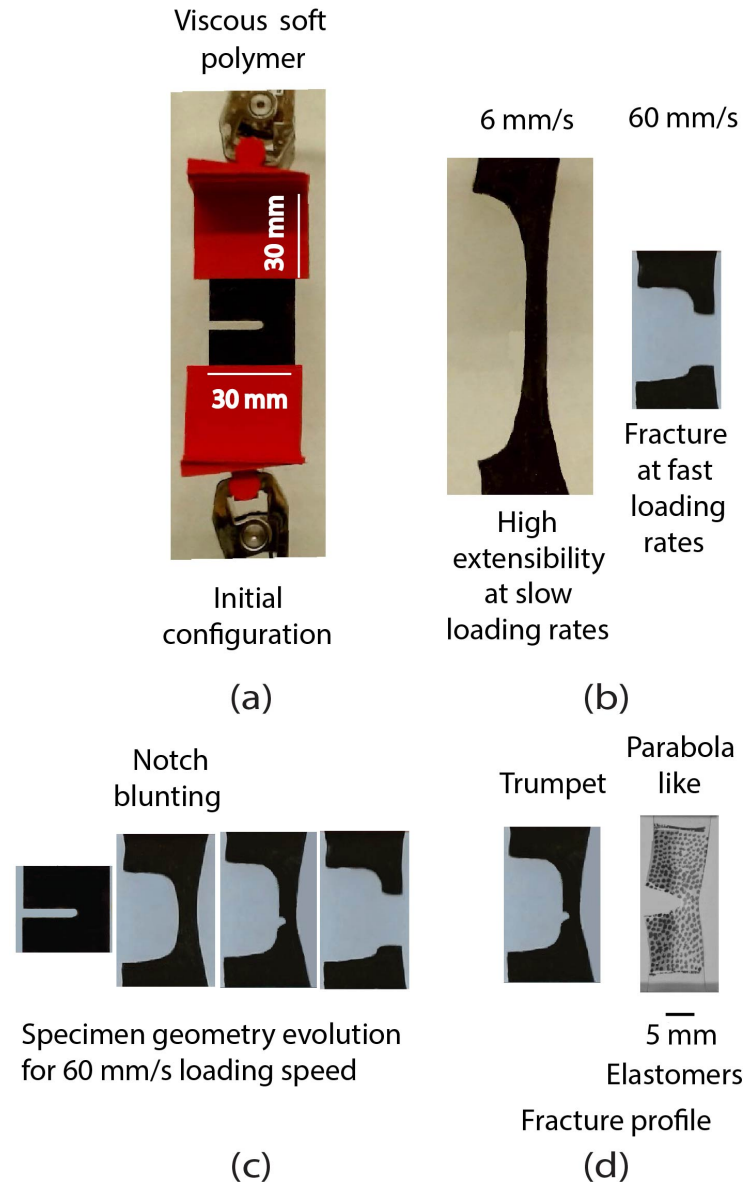 Viscous soft
polymer
30 mm
30 mm
Initial
configuration
(a)
6 mm/s
60 mm/s
High
extensibility
at slow
loading rates
Fracture
at fast
loading
rates
(b)
Notch
blunting
Specimen geometry evolution
for 60 mm/s loading speed
(c)
Trumpet
Parabola
like
5 mm
Elastomers
Fracture profile
(d)